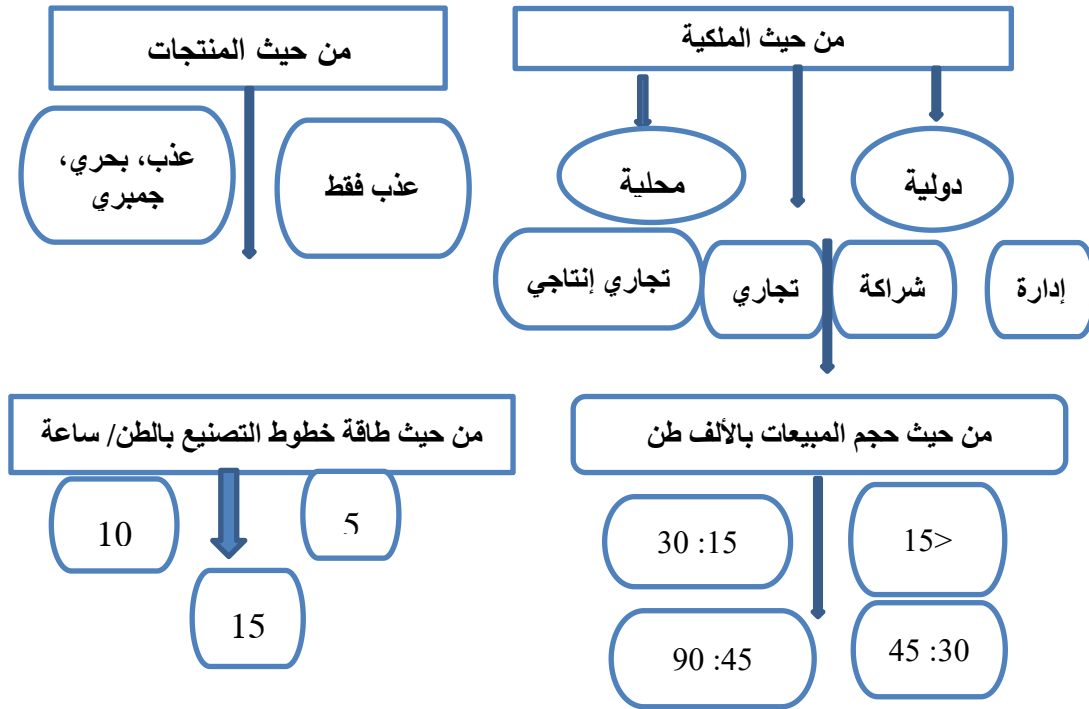 من حيث الملكية
دولية
محلية
إدارة
شراكة
تجاري
تجاري إنتاجي
من حيث المنتجات
عذب فقط
عذب، بحري،
جمبري
من حيث حجم المبيعات بالألف طن
15>
30 :15
45 :30
90 :45
من حيث طاقة خطوط التصنيع بالطن/ ساعة
5
10
15